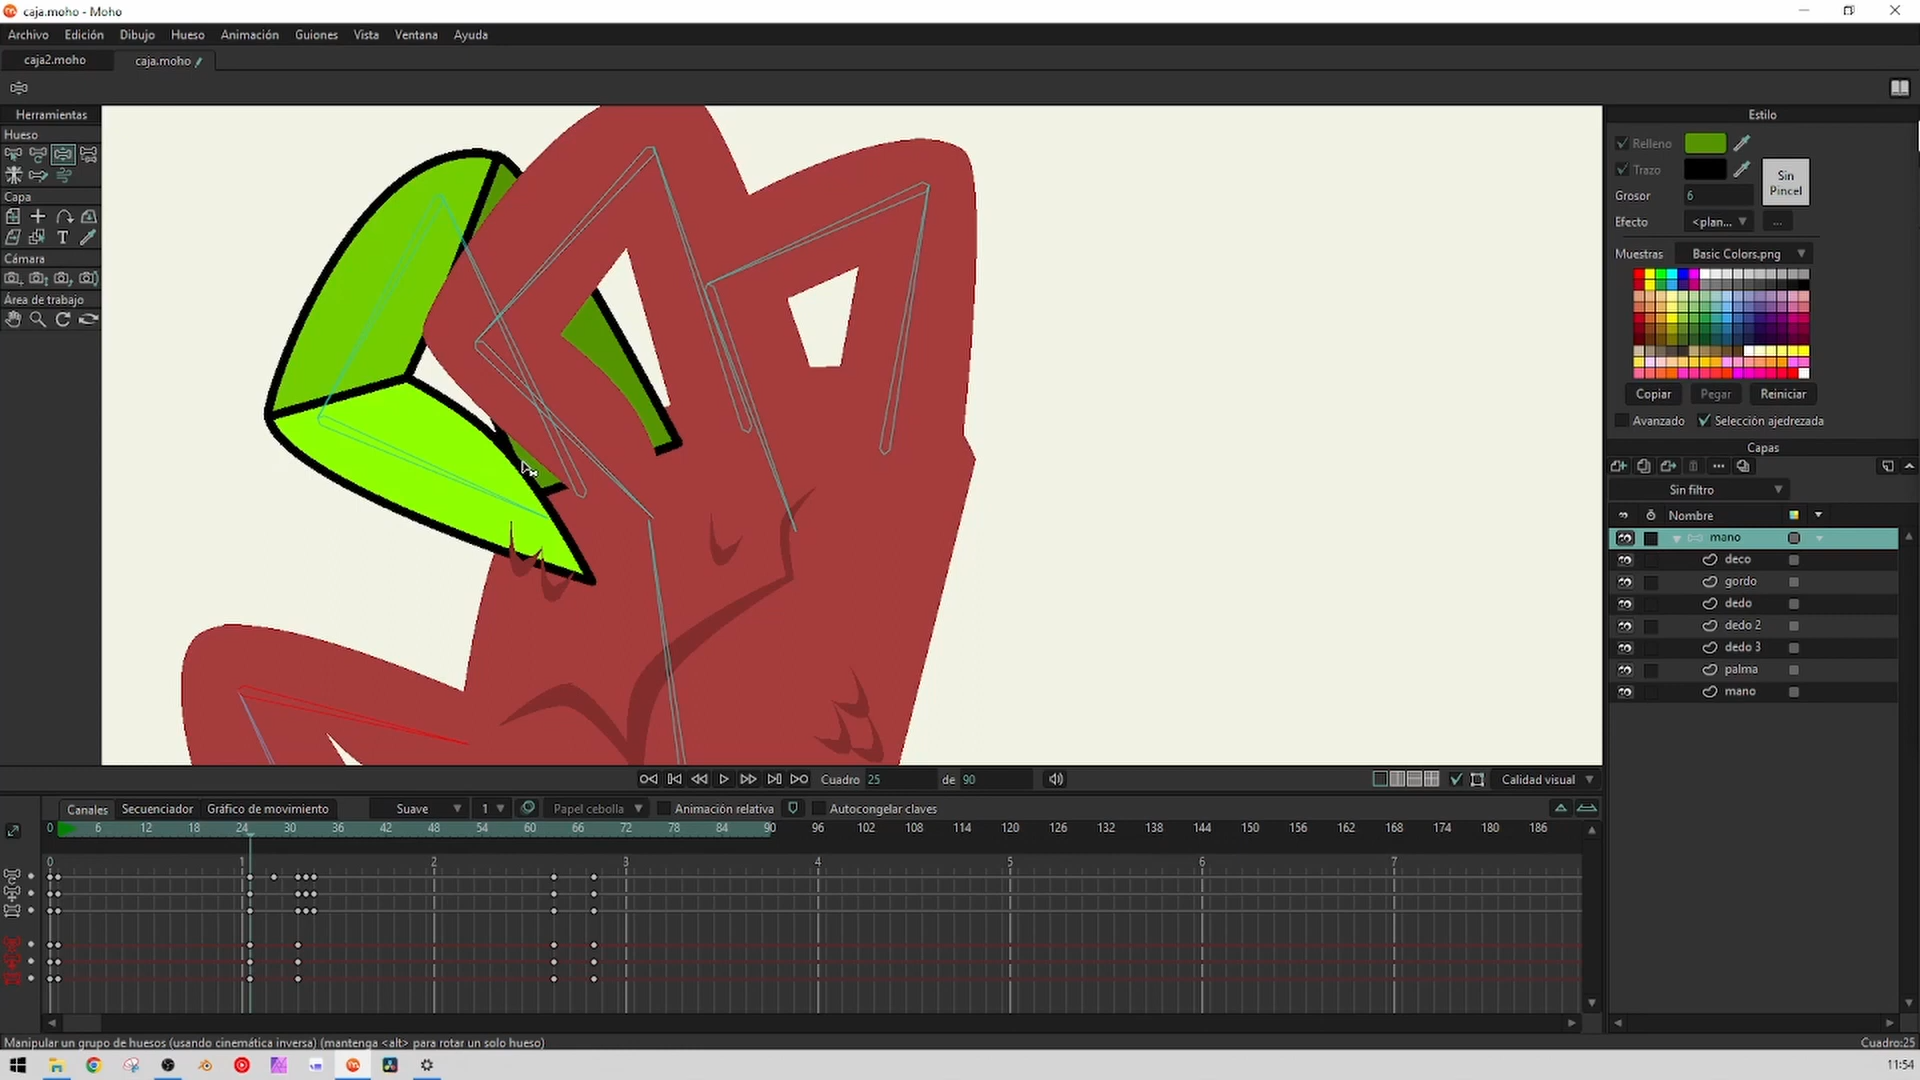 caja.moho - Moho
Archivo Edición Dibujo Hueso Animación Guiones Vista Ventana Ayuda
caja2.moho caja.moho
Herramientas
Hueso
Capa
T
Cámara
Área de trabajo
Estilo
Relleno
Trazo
Sin
Pincel
Grosor 6
Efecto <plan... ...
Muestras Basic Colors.png
Copiar Pegar Reiniciar
Avanzado Selección ajedrezada
Capas
Sin filtro
Nombre
mano
deco
gordo
dedo
dedo 2
dedo 3
palma
mano
Cuadro 25 de 90 Calidad visual
Canales Secuenciador Gráfico de movimiento Suave 1 Papel cebolla Animación relativa Autocongelar claves
0 6 12 18 24 30 36 42 48 54 60 66 72 78 84 90 96 102 108 114 120 126 132 138 144 150 156 162 168 174 180 186
0 1 2 3 4 5 6 7
Manipular un grupo de huesos (usando cinemática inversa) (mantenga <alt> para rotar un solo hueso) Cuadro:25
11:54